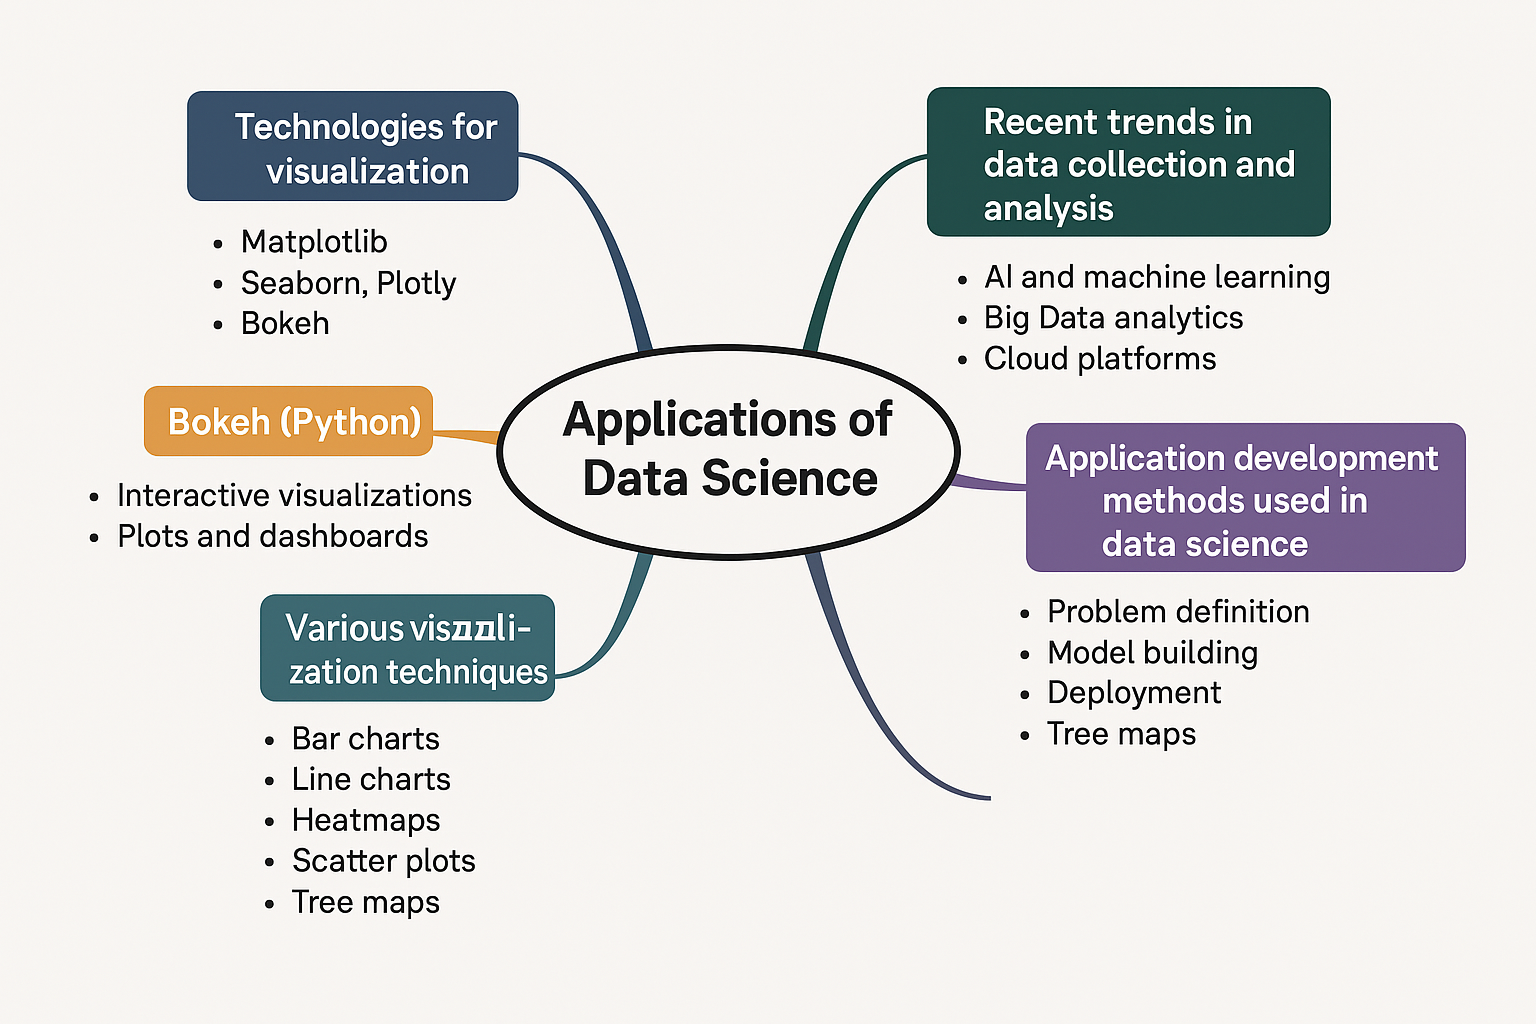 Technologies for
visualization
• Matplotlib
• Seaborn, Plotly
• Bokeh
Bokeh (Python)
• Interactive visualizations
• Plots and dashboards
Various
zation techniques
• Bar charts
• Line charts
• Heatmaps
• Scatter plots
• Tree maps
Applications of
Data Science
Recent trends in
data collection and
analysis
• AI and machine learning
• Big Data analytics
• Cloud platforms
Application development
methods used in
data science
• Problem definition
• Model building
• Deployment
• Tree maps